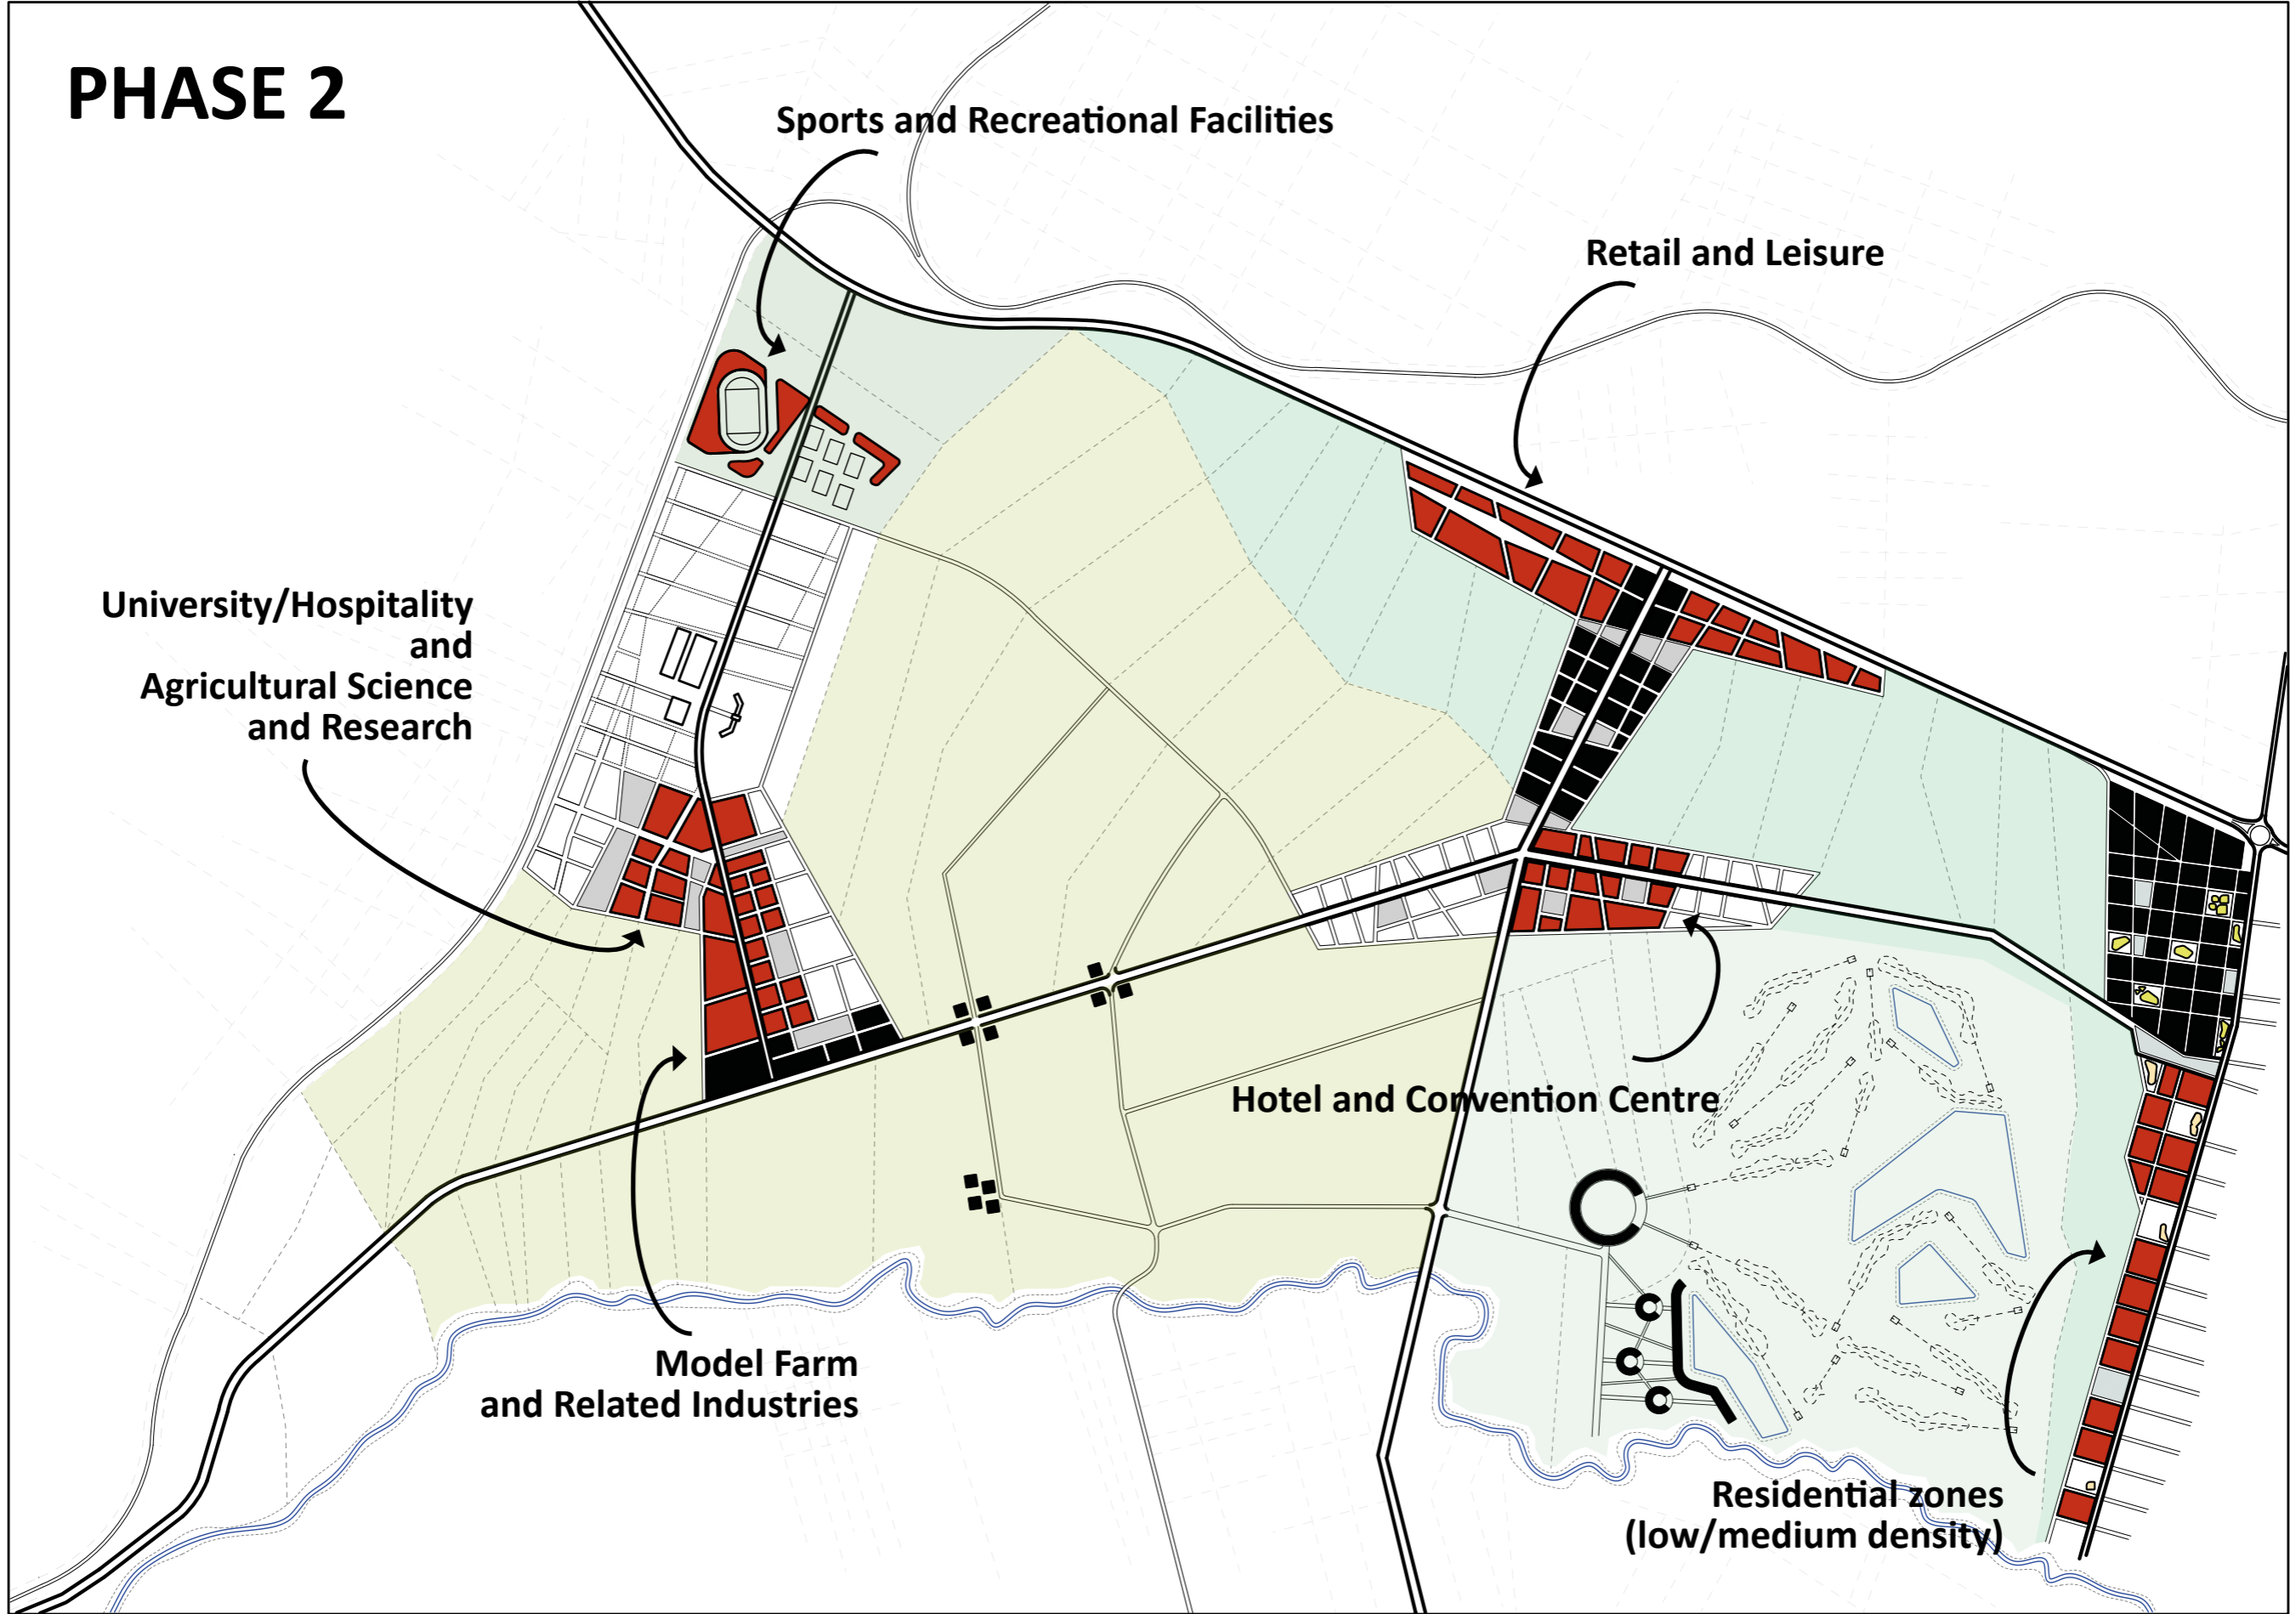 PHASE 2
Sports and Recreational Facilities
Retail and Leisure
University/Hospitality
and
Agricultural Science
and Research
Hotel and Convention Centre
Model Farm
and Related Industries
Residential zones
(low/medium density)